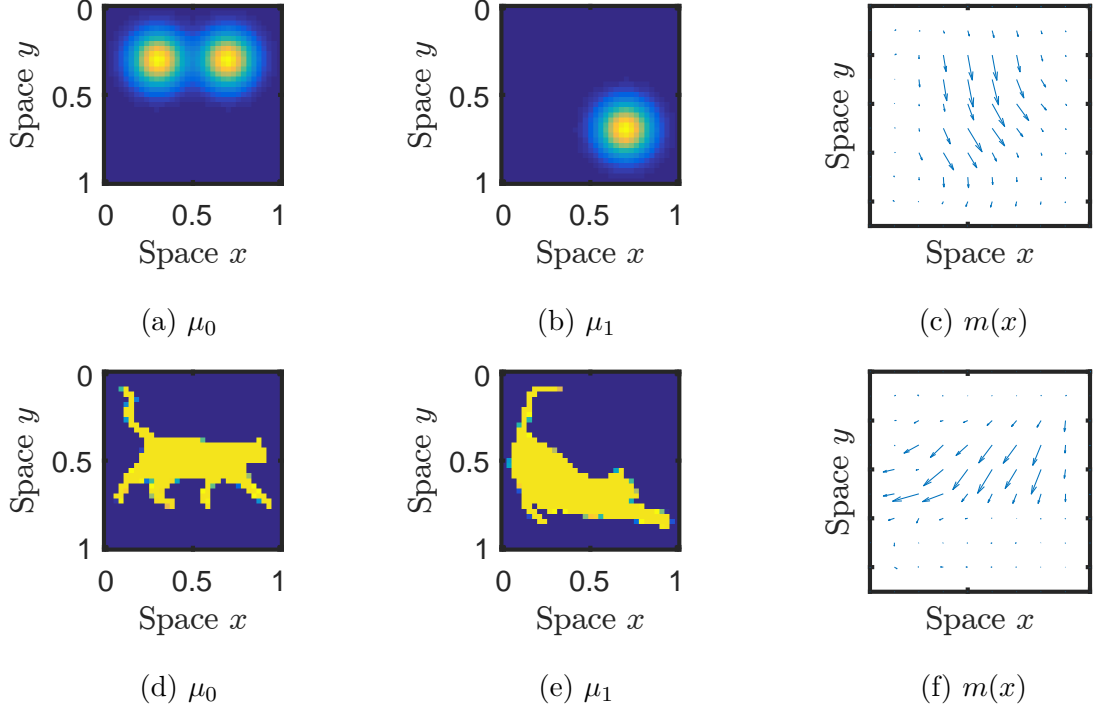 0
0.5
1
Space y
0 0.5 1
Space x
(a) μ₀
0
0.5
1
Space y
0 0.5 1
Space x
(b) μ₁
Space y
Space x
(c) m(x)
0
0.5
1
Space y
0 0.5 1
Space x
(d) μ₀
0
0.5
1
Space y
0 0.5 1
Space x
(e) μ₁
Space y
Space x
(f) m(x)